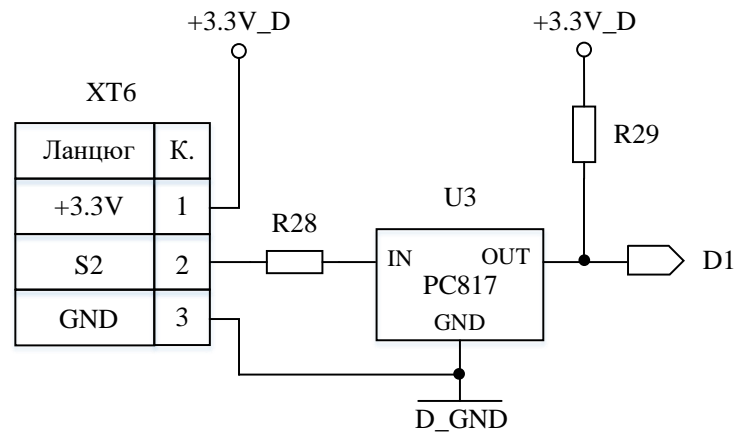 +3.3V_D
+3.3V_D
XT6
Ланцюг К.
R29
+3.3V 1
U3
R28
S2 2
IN OUT
D1
PC817
GND 3
GND
D_GND